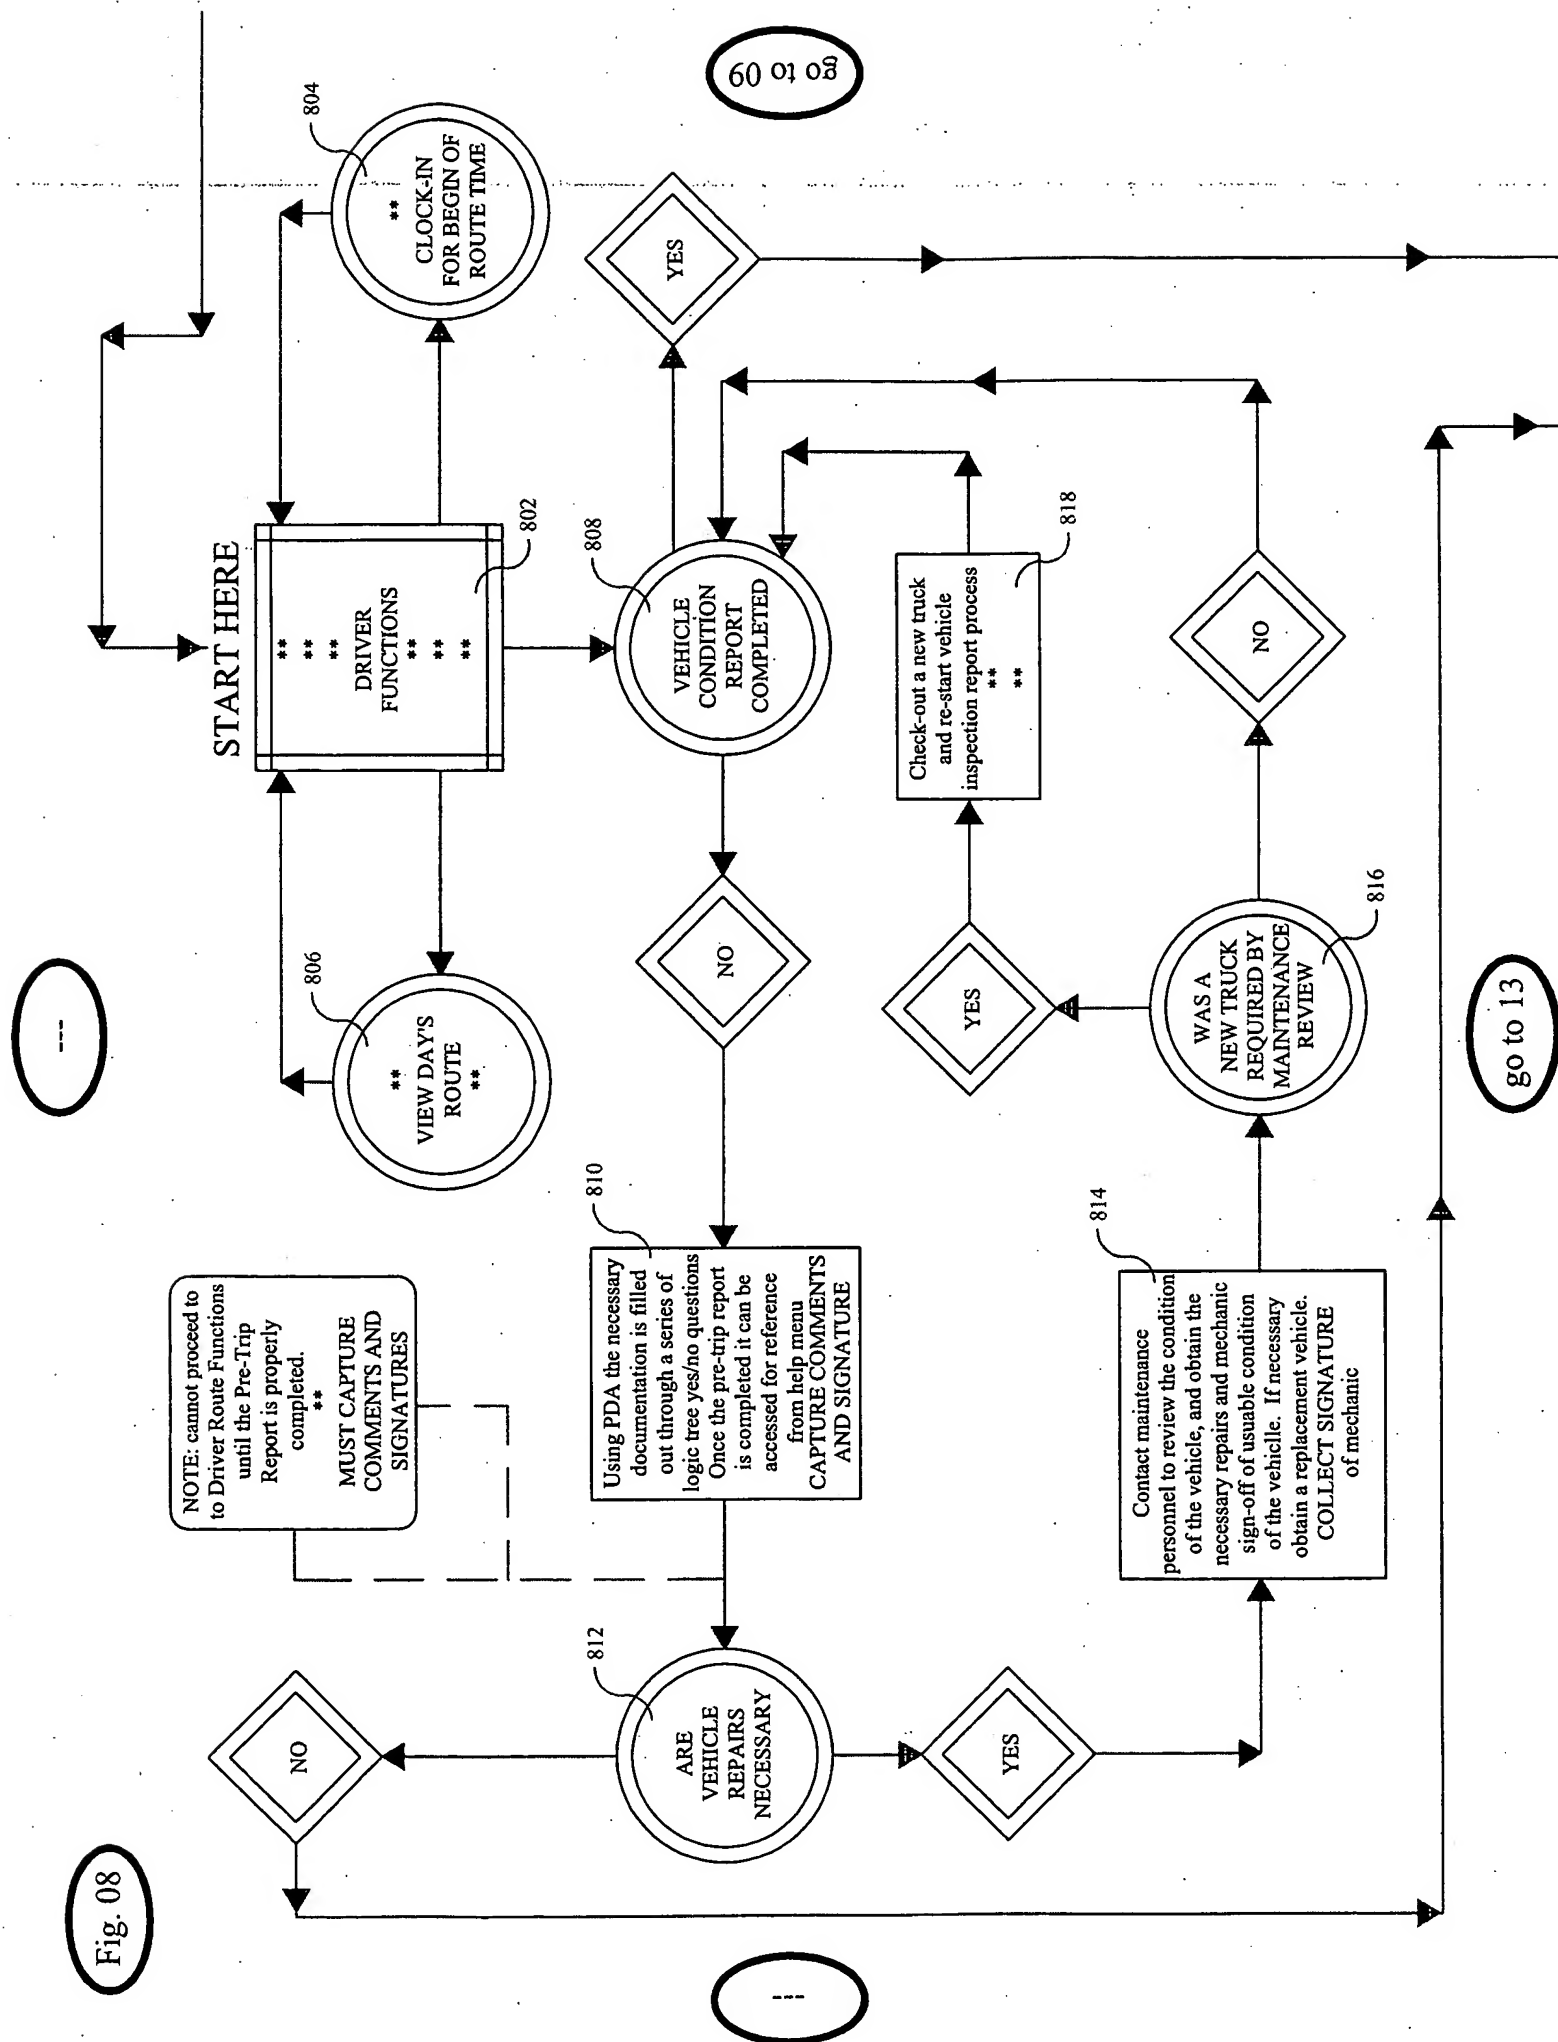 Fig. 08
---
START HERE
**
**
**
DRIVER
FUNCTIONS
**
**
**
802
**
CLOCK-IN
FOR BEGIN OF
ROUTE TIME
804
**
VIEW DAY'S
ROUTE
**
806
NOTE: cannot proceed to
to Driver Route Functions
until the Pre-Trip
Report is properly
completed.
**
MUST CAPTURE
COMMENTS AND
SIGNATURES
NO
ARE
VEHICLE
REPAIRS
NECESSARY
812
Using PDA the necessary
documentation is filled
out through a series of
logic tree yes/no questions
Once the pre-trip report
is completed it can be
accessed for reference
from help menu
CAPTURE COMMENTS
AND SIGNATURE
810
NO
VEHICLE
CONDITION
REPORT
COMPLETED
808
YES
go to 09
---
YES
Contact maintenance
personnel to review the condition
of the vehicle, and obtain the
necessary repairs and mechanic
sign-off of usuable condition
of the vehiclle. If necessary
obtain a replacement vehicle.
COLLECT SIGNATURE
of mechanic
814
YES
Check-out a new truck
and re-start vehicle
inspection report process
**
**
818
WAS A
NEW TRUCK
REQUIRED BY
MAINTENANCE
REVIEW
816
NO
go to 13